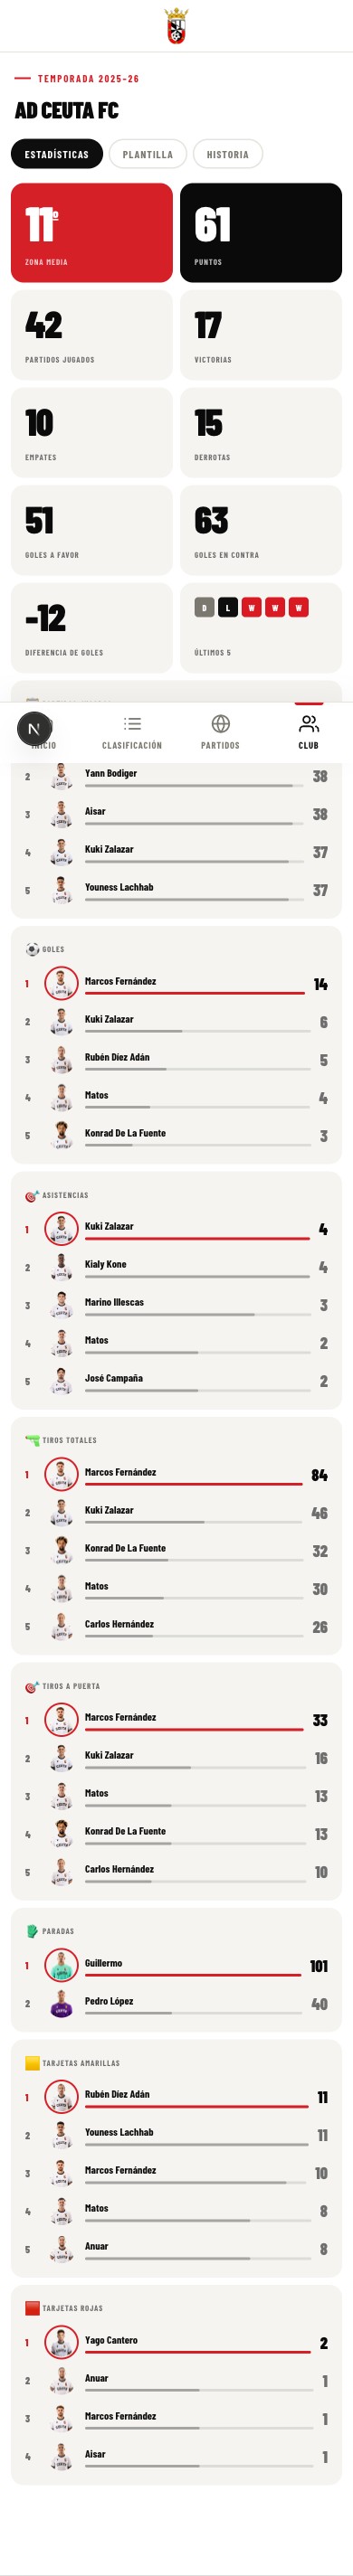 TEMPORADA 2025-26
AD CEUTA FC
ESTADÍSTICAS PLANTILLA HISTORIA
11º 61
ZONA MEDIA PUNTOS
42 17
PARTIDOS JUGADOS VICTORIAS
10 15
EMPATES DERROTAS
51 63
GOLES A FAVOR GOLES EN CONTRA
-12 D L W W W
DIFERENCIA DE GOLES ÚLTIMOS 5
N
CLASIFICACIÓN PARTIDOS CLUB
2 Yann Bodiger 38
3 Aisar 38
4 Kuki Zalazar 37
5 Youness Lachhab 37
GOLES
1 Marcos Fernández 14
2 Kuki Zalazar 6
3 Rubén Díez Adán 5
4 Matos 4
5 Konrad De La Fuente 3
ASISTENCIAS
1 Kuki Zalazar 4
2 Kialy Kone 4
3 Marino Illescas 3
4 Matos 2
5 José Campaña 2
TIROS TOTALES
1 Marcos Fernández 84
2 Kuki Zalazar 46
3 Konrad De La Fuente 32
4 Matos 30
5 Carlos Hernández 26
TIROS A PUERTA
1 Marcos Fernández 33
2 Kuki Zalazar 16
3 Matos 13
4 Konrad De La Fuente 13
5 Carlos Hernández 10
PARADAS
1 Guillermo 101
2 Pedro López 40
TARJETAS AMARILLAS
1 Rubén Díez Adán 11
2 Youness Lachhab 11
3 Marcos Fernández 10
4 Matos 8
5 Anuar 8
TARJETAS ROJAS
1 Yago Cantero 2
2 Anuar 1
3 Marcos Fernández 1
4 Aisar 1